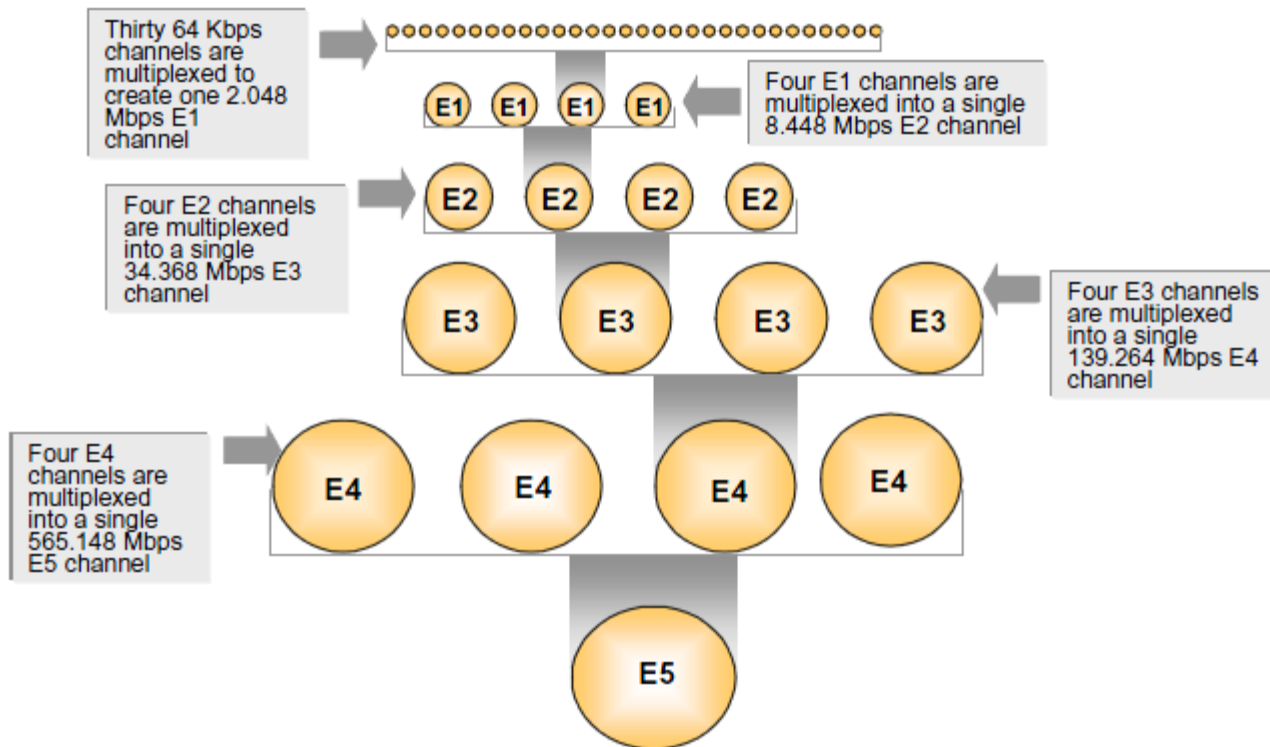 Thirty 64 Kbps
channels are
multiplexed to
create one 2.048
Mbps E1
channel
Four E1 channels are
multiplexed into a single
8.448 Mbps E2 channel
E1 E1 E1 E1
Four E2 channels
are multiplexed
into a single
34.368 Mbps E3
channel
E2 E2 E2 E2
Four E3 channels
are multiplexed
into a single
139.264 Mbps E4
channel
E3 E3 E3 E3
Four E4
channels are
multiplexed
into a single
565.148 Mbps
E5 channel
E4 E4 E4 E4
E5